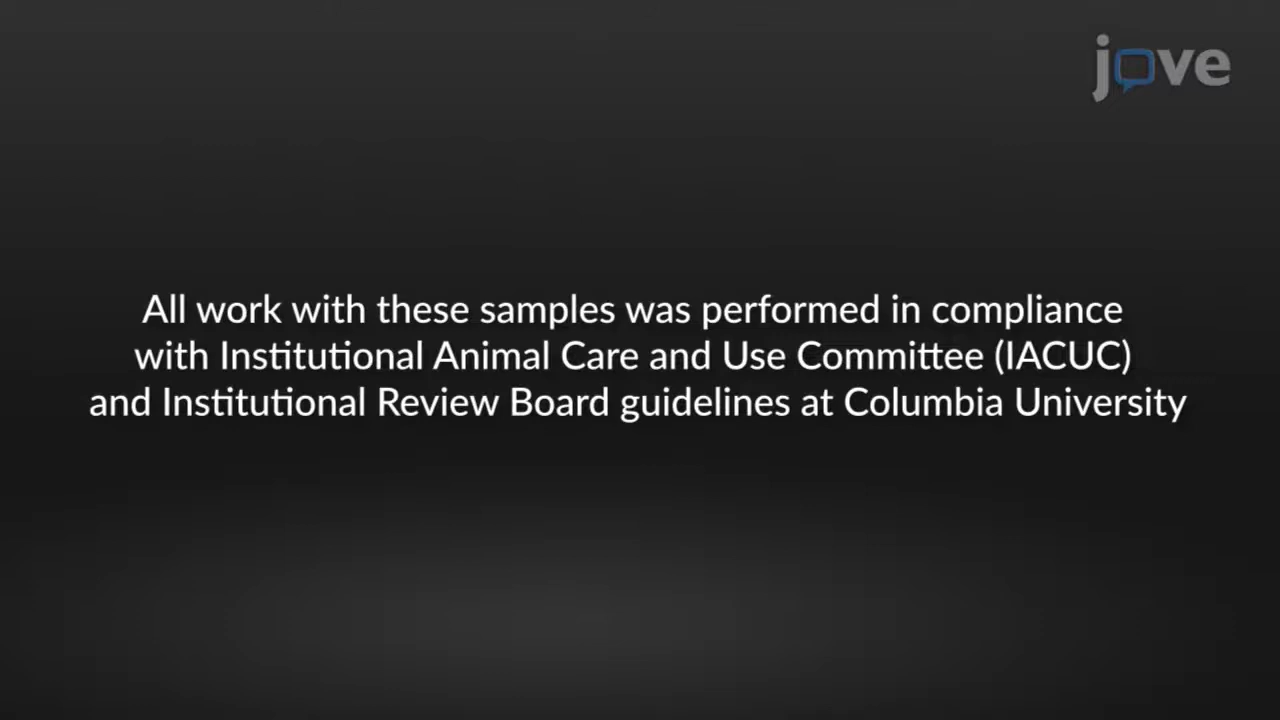 jove
All work with these samples was performed in compliance
with Institutional Animal Care and Use Committee (IACUC)
and Institutional Review Board guidelines at Columbia University